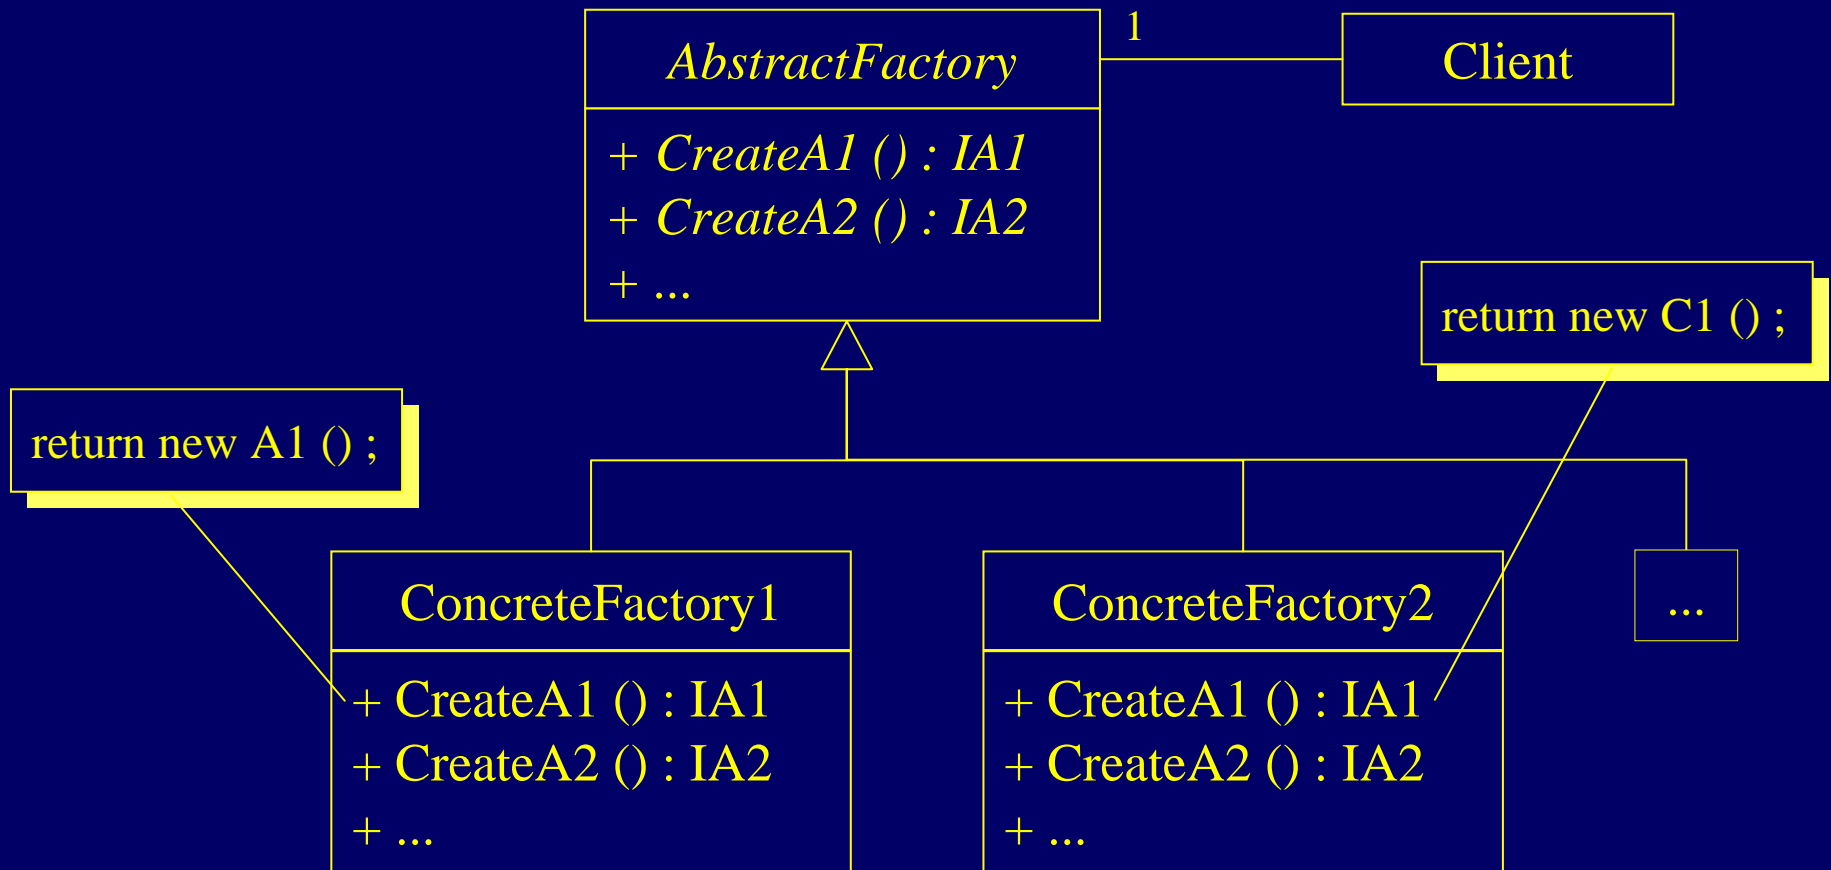 AbstractFactory
1
Client
+ CreateA1 () : IA1
+ CreateA2 () : IA2
+ ...
return new C1 () ;
return new A1 () ;
ConcreteFactory1
+ CreateA1 () : IA1
+ CreateA2 () : IA2
+ ...
ConcreteFactory2
+ CreateA1 () : IA1
+ CreateA2 () : IA2
+ ...
...